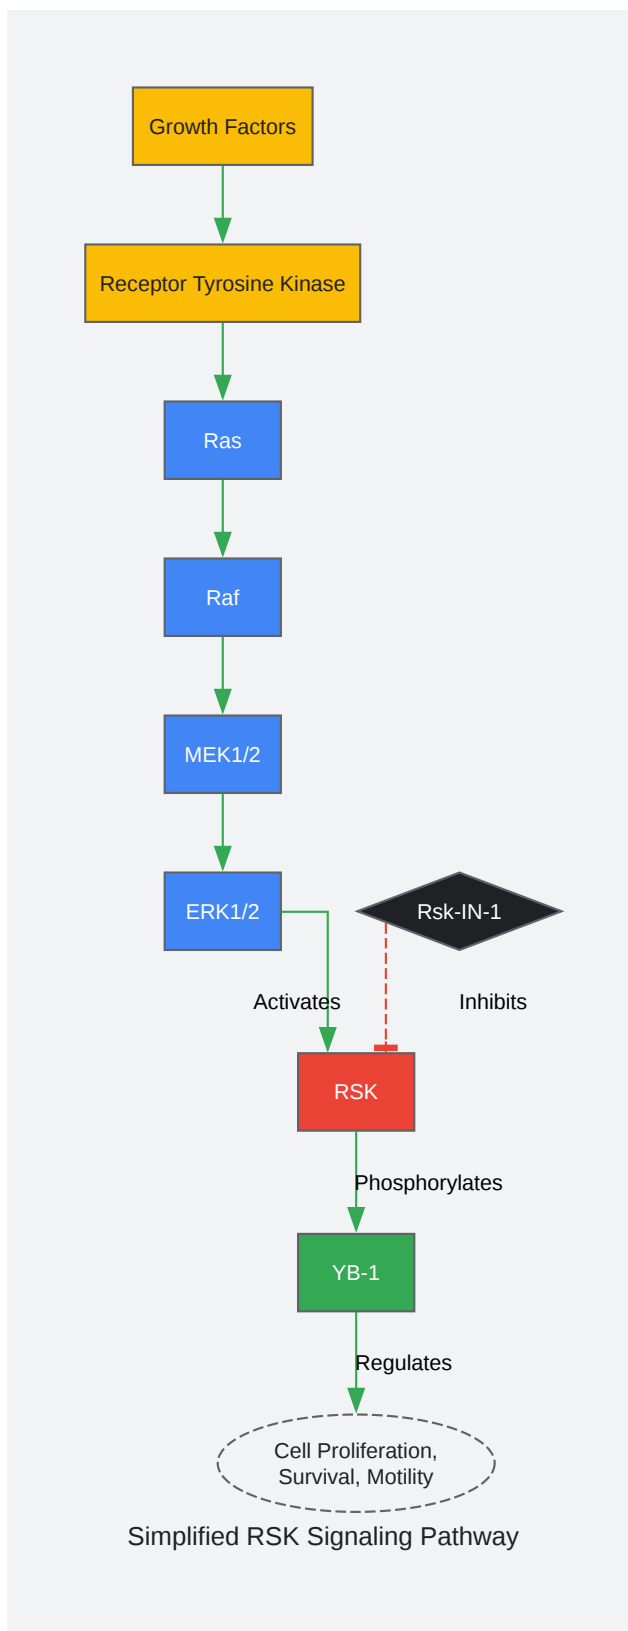 Growth Factors
Receptor Tyrosine Kinase
Ras
Raf
MEK1/2
ERK1/2
Rsk-IN-1
Activates
Inhibits
RSK
Phosphorylates
YB-1
Regulates
Cell Proliferation,
Survival, Motility
Simplified RSK Signaling Pathway